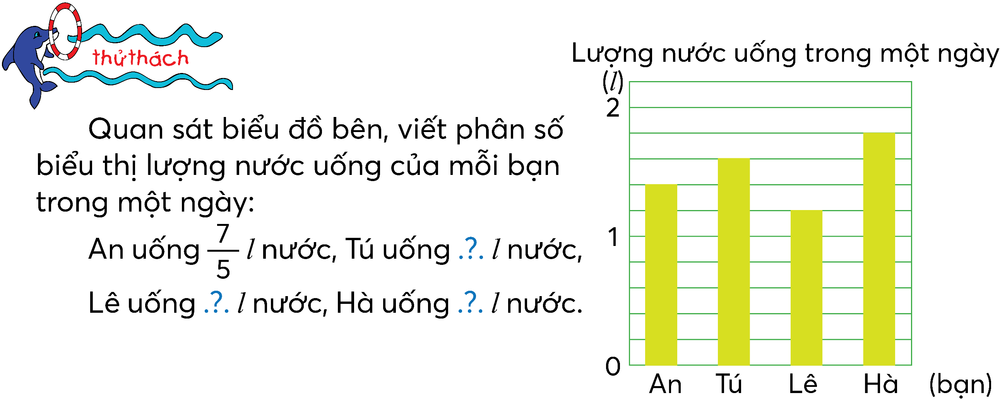 thử thách
Quan sát biểu đồ bên, viết phân số
biểu thị lượng nước uống của mỗi bạn
trong một ngày:
An uống 7/5 l nước, Tú uống .?. l nước,
Lê uống .?. l nước, Hà uống .?. l nước.
Lượng nước uống trong một ngày
(l)
2
1
0
An Tú Lê Hà (bạn)